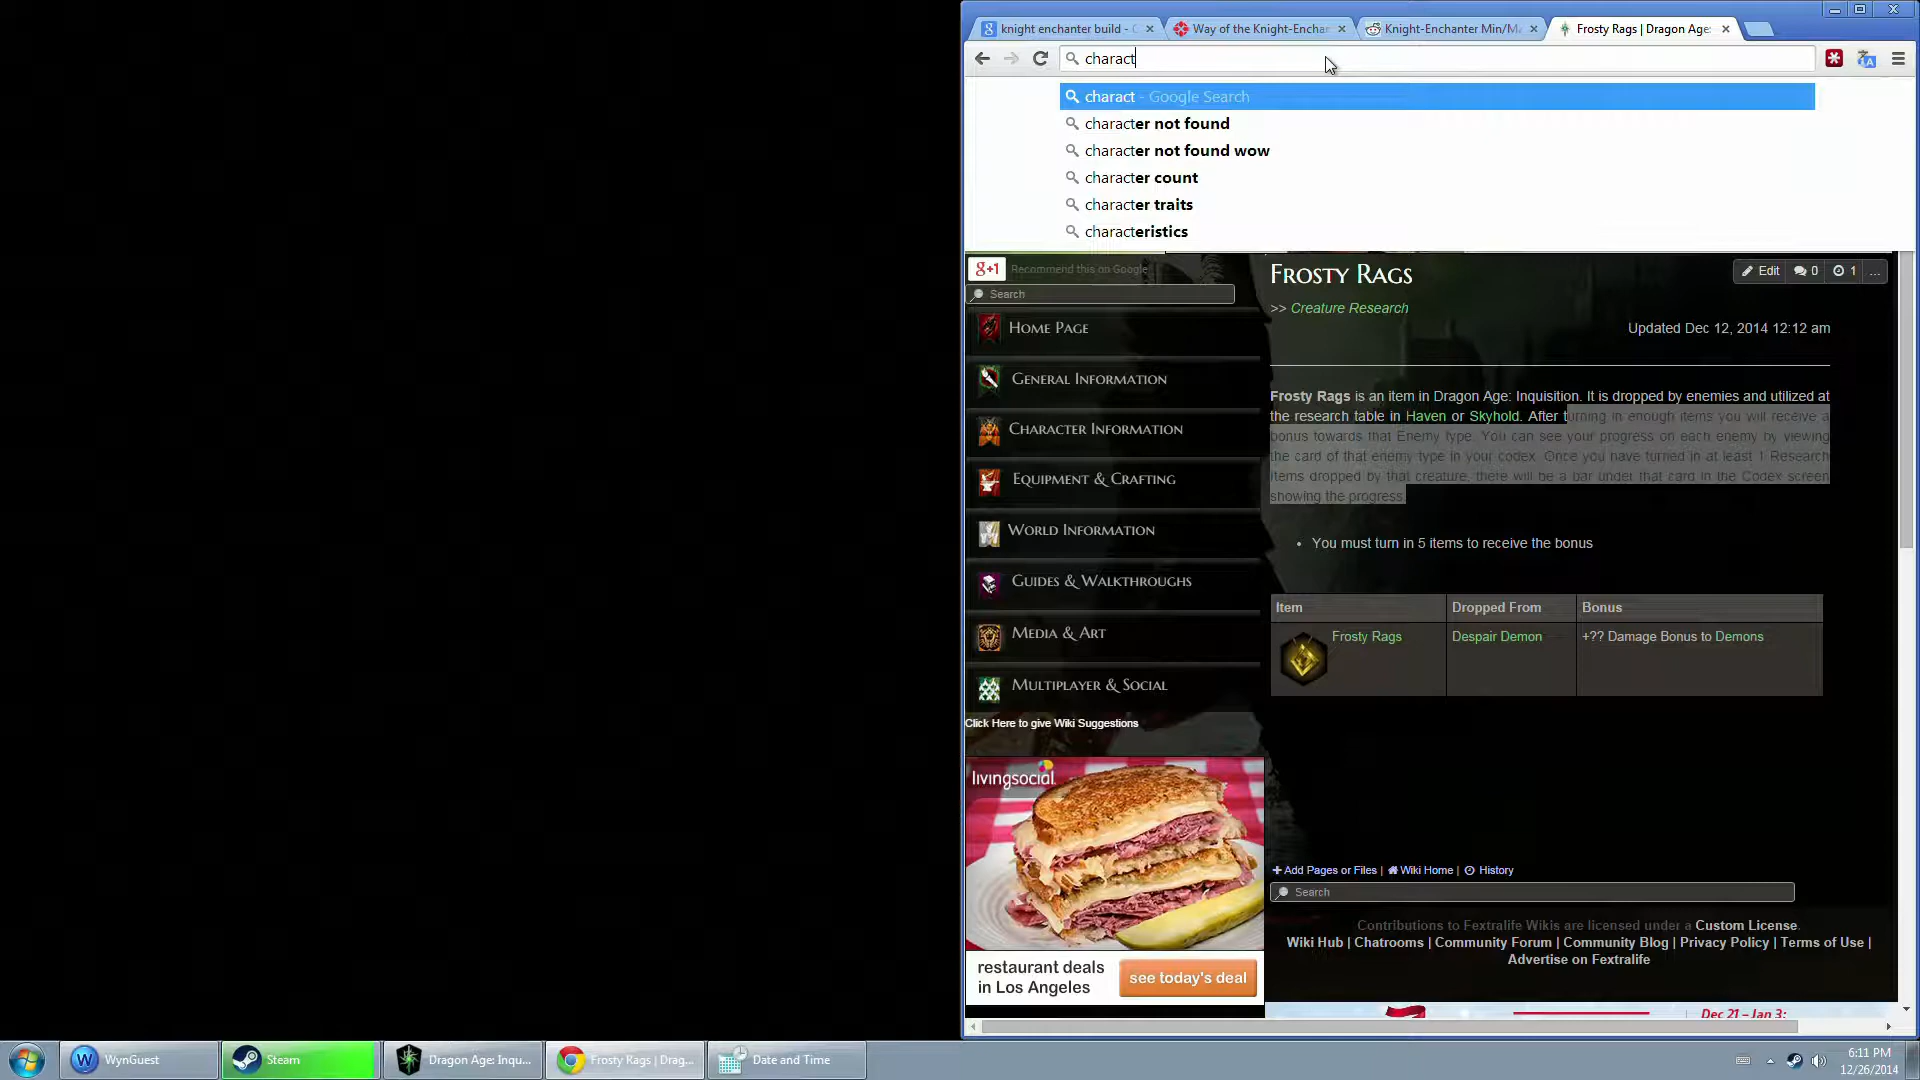 knight enchanter build -
Way of the Knight-Enchan
Knight-Enchanter Min/M
Frosty Rags | Dragon Age:
charact
charact - Google Search
character not found
character not found wow
character count
character traits
characteristics
g+1 Recommend this on Google
Search
Home Page
General Information
Character Information
Equipment & Crafting
World Information
Guides & Walkthroughs
Media & Art
Multiplayer & Social
Click Here to give Wiki Suggestions
livingsocial
restaurant deals
in Los Angeles
see today's deal
Frosty Rags
Edit 0 1 ...
>> Creature Research
Updated Dec 12, 2014 12:12 am
Frosty Rags is an item in Dragon Age: Inquisition. It is dropped by enemies and utilized at
the research table in Haven or Skyhold. After turning in enough items you will receive a
bonus towards that Enemy type. You can see your progress on each enemy by viewing
the card of that enemy type in your codex. Once you have turned in at least 1 Research
items dropped by that creature, there will be a bar under that card in the Codex screen
showing the progress.
• You must turn in 5 items to receive the bonus
Item Dropped From Bonus
Frosty Rags Despair Demon +?? Damage Bonus to Demons
Add Pages or Files | Wiki Home | History
Search
Contributions to Fextralife Wikis are licensed under a Custom License.
Wiki Hub | Chatrooms | Community Forum | Community Blog | Privacy Policy | Terms of Use |
Advertise on Fextralife
Dec 21 – Jan 3:
WynGuest
Steam
Dragon Age: Inqu...
Frosty Rags | Drag...
Date and Time
6:11 PM
12/26/2014